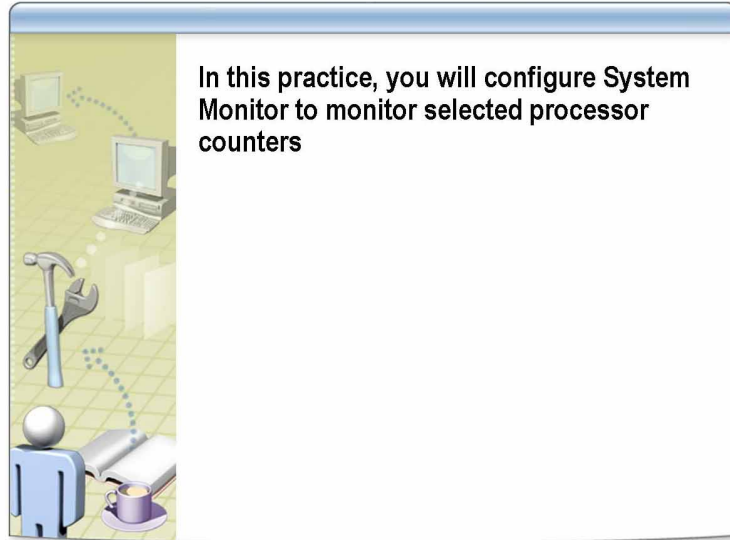 In this practice, you will configure System
Monitor to monitor selected processor
counters